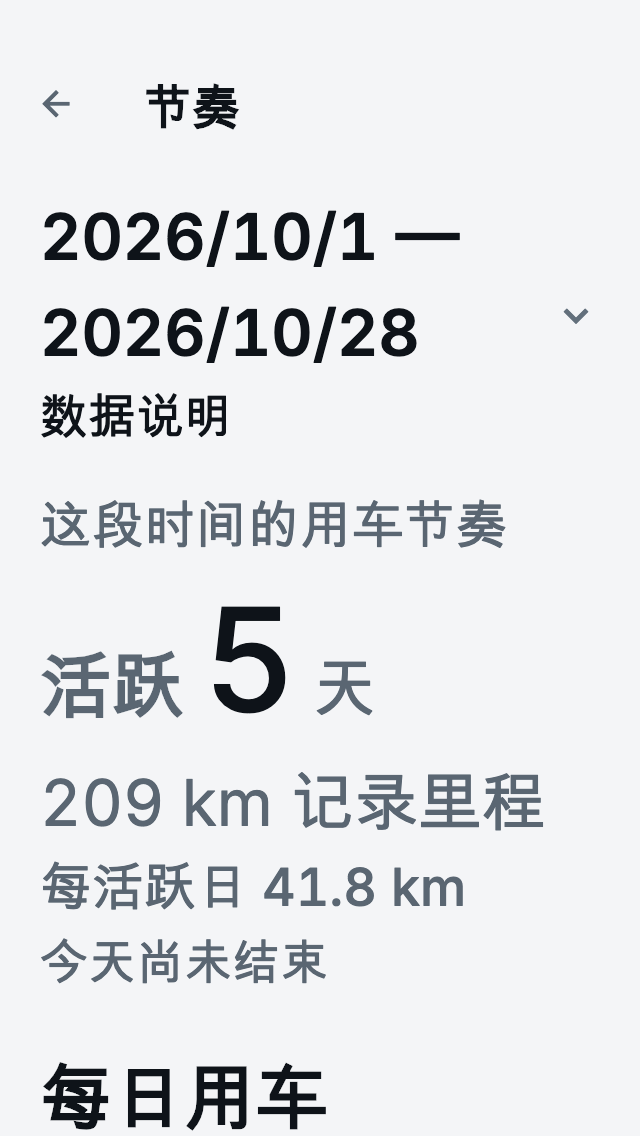 节奏
2026/10/1 —
2026/10/28
数据说明
这段时间的用车节奏
活跃 5 天
209 km 记录里程
每活跃日 41.8 km
今天尚未结束
每日用车